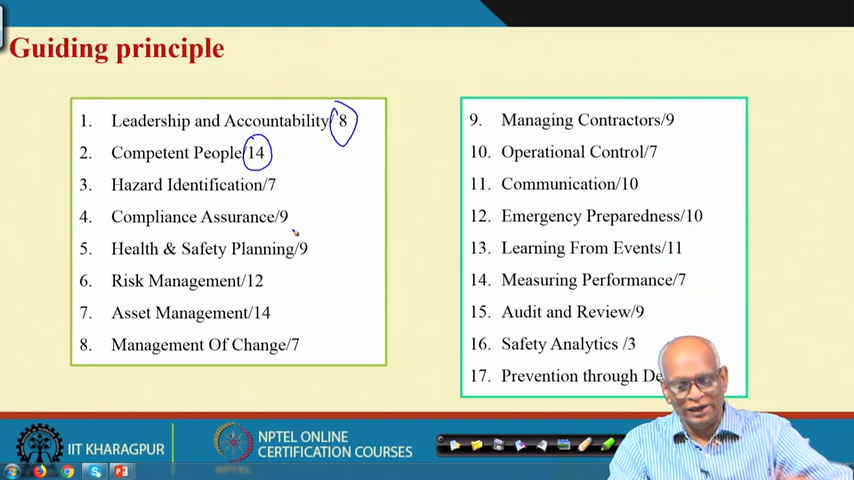 Guiding principle
1. Leadership and Accountability/ 8
2. Competent People/14
3. Hazard Identification/7
4. Compliance Assurance/9
5. Health & Safety Planning/9
6. Risk Management/12
7. Asset Management/14
8. Management Of Change/7
9. Managing Contractors/9
10. Operational Control/7
11. Communication/10
12. Emergency Preparedness/10
13. Learning From Events/11
14. Measuring Performance/7
15. Audit and Review/9
16. Safety Analytics /3
17. Prevention through
IIT KHARAGPUR
NPTEL ONLINE
CERTIFICATION COURSES
NPTEL